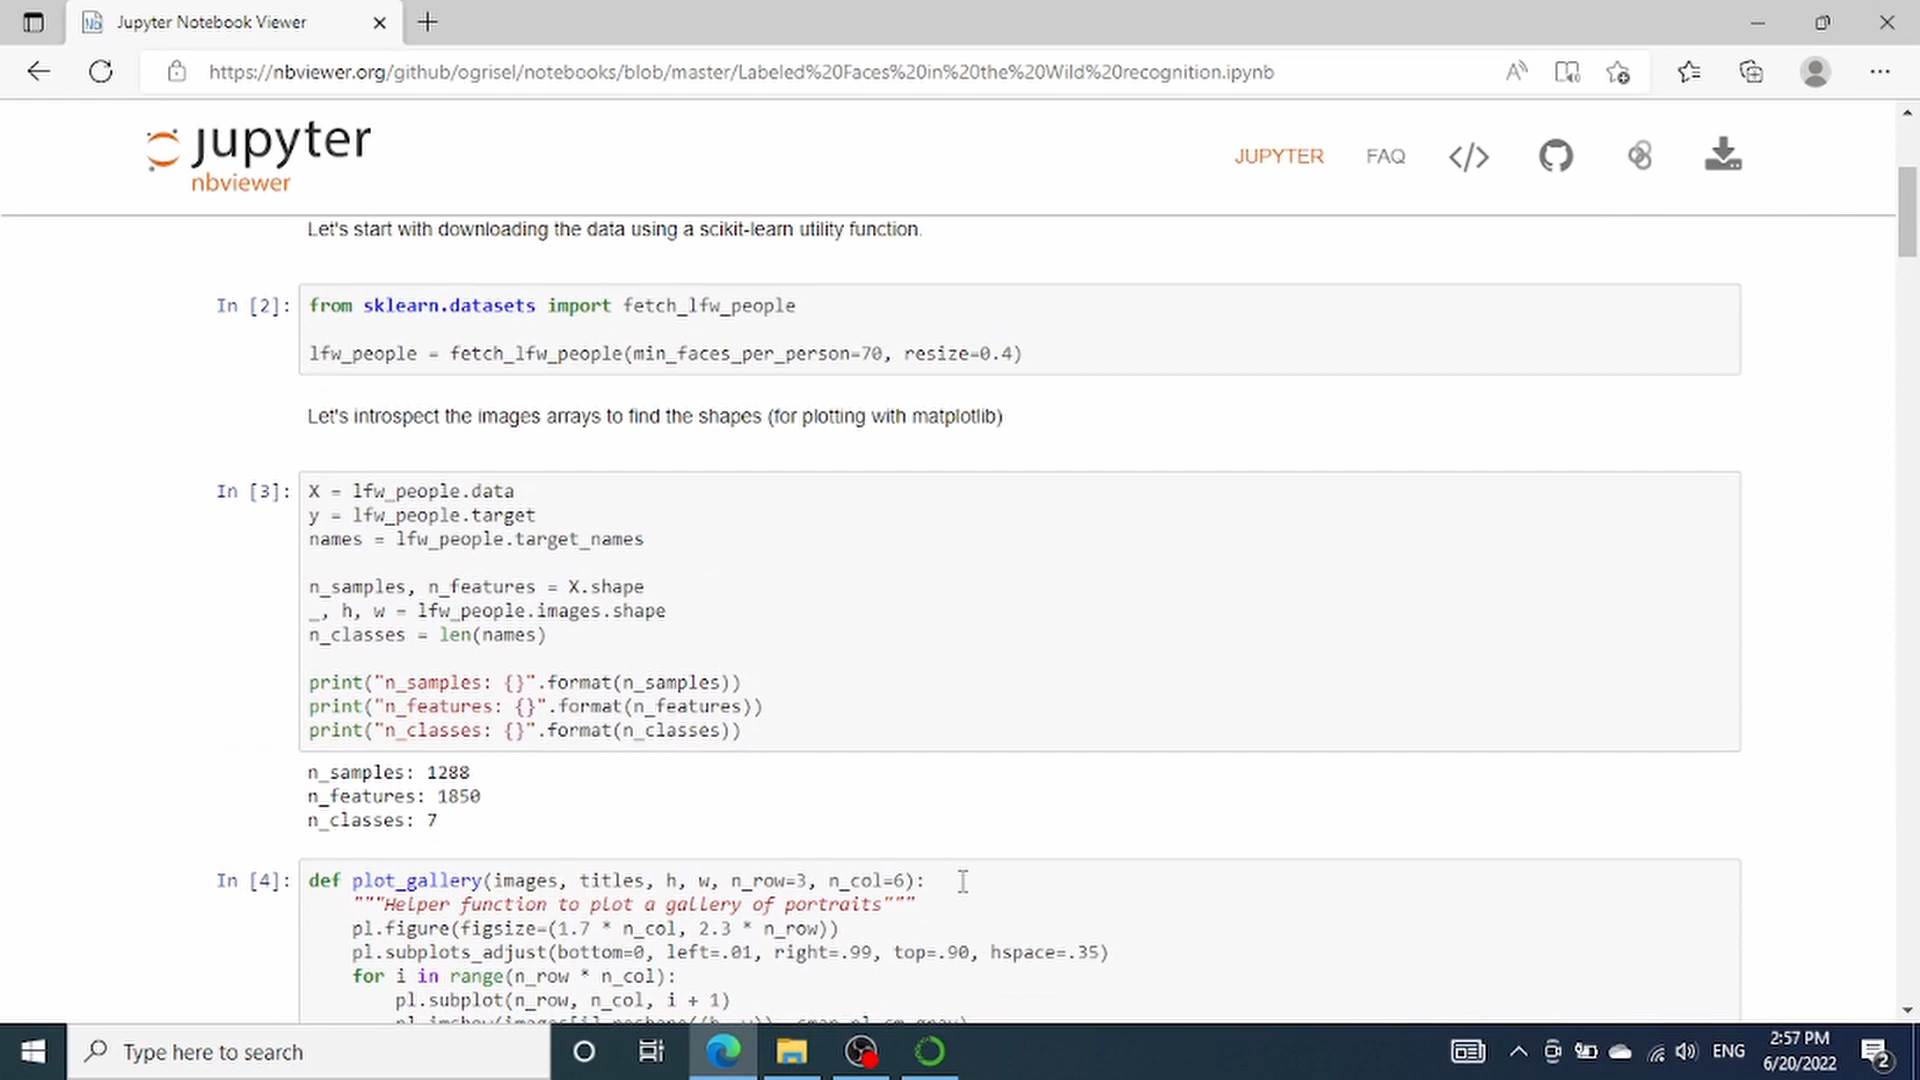 Jupyter Notebook Viewer
https://nbviewer.org/github/ogrisel/notebooks/blob/master/Labeled%20Faces%20in%20the%20Wild%20recognition.ipynb
jupyter
nbviewer
JUPYTER FAQ
Let's start with downloading the data using a scikit-learn utility function.
In [2]: from sklearn.datasets import fetch_lfw_people
lfw_people = fetch_lfw_people(min_faces_per_person=70, resize=0.4)
Let's introspect the images arrays to find the shapes (for plotting with matplotlib)
In [3]: X = lfw_people.data
y = lfw_people.target
names = lfw_people.target_names
n_samples, n_features = X.shape
_, h, w = lfw_people.images.shape
n_classes = len(names)
print("n_samples: {}".format(n_samples))
print("n_features: {}".format(n_features))
print("n_classes: {}".format(n_classes))
n_samples: 1288
n_features: 1850
n_classes: 7
In [4]: def plot_gallery(images, titles, h, w, n_row=3, n_col=6):
"""Helper function to plot a gallery of portraits"""
pl.figure(figsize=(1.7 * n_col, 2.3 * n_row))
pl.subplots_adjust(bottom=0, left=.01, right=.99, top=.90, hspace=.35)
for i in range(n_row * n_col):
pl.subplot(n_row, n_col, i + 1)
Type here to search
ENG
2:57 PM
6/20/2022
2